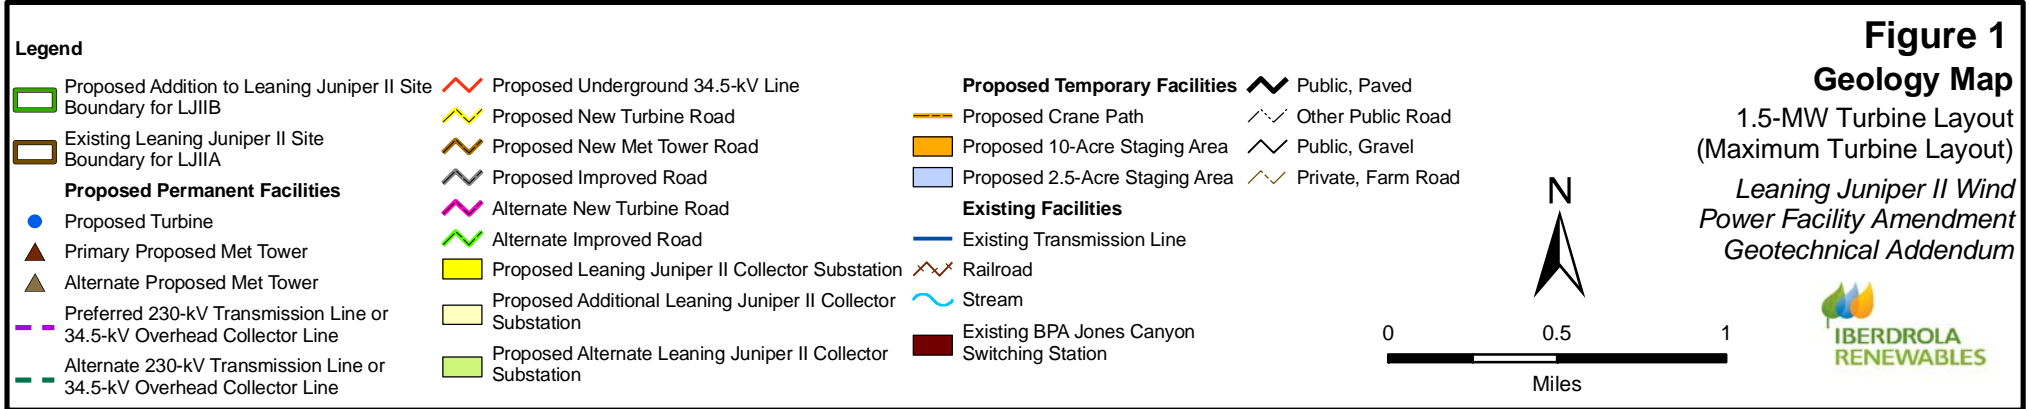 Legend
Proposed Addition to Leaning Juniper II Site
Boundary for LJIIB
Existing Leaning Juniper II Site
Boundary for LJIIA
Proposed Permanent Facilities
Proposed Turbine
Primary Proposed Met Tower
Alternate Proposed Met Tower
Preferred 230-kV Transmission Line or
34.5-kV Overhead Collector Line
Alternate 230-kV Transmission Line or
34.5-kV Overhead Collector Line
Proposed Underground 34.5-kV Line
Proposed New Turbine Road
Proposed New Met Tower Road
Proposed Improved Road
Alternate New Turbine Road
Alternate Improved Road
Proposed Leaning Juniper II Collector Substation
Proposed Additional Leaning Juniper II Collector
Substation
Proposed Alternate Leaning Juniper II Collector
Substation
Proposed Temporary Facilities
Proposed Crane Path
Proposed 10-Acre Staging Area
Proposed 2.5-Acre Staging Area
Existing Facilities
Existing Transmission Line
Railroad
Stream
Existing BPA Jones Canyon
Switching Station
Public, Paved
Other Public Road
Public, Gravel
Private, Farm Road
N
0 0.5 1
Miles
Figure 1
Geology Map
1.5-MW Turbine Layout
(Maximum Turbine Layout)
Leaning Juniper II Wind
Power Facility Amendment
Geotechnical Addendum
IBERDROLA
RENEWABLES